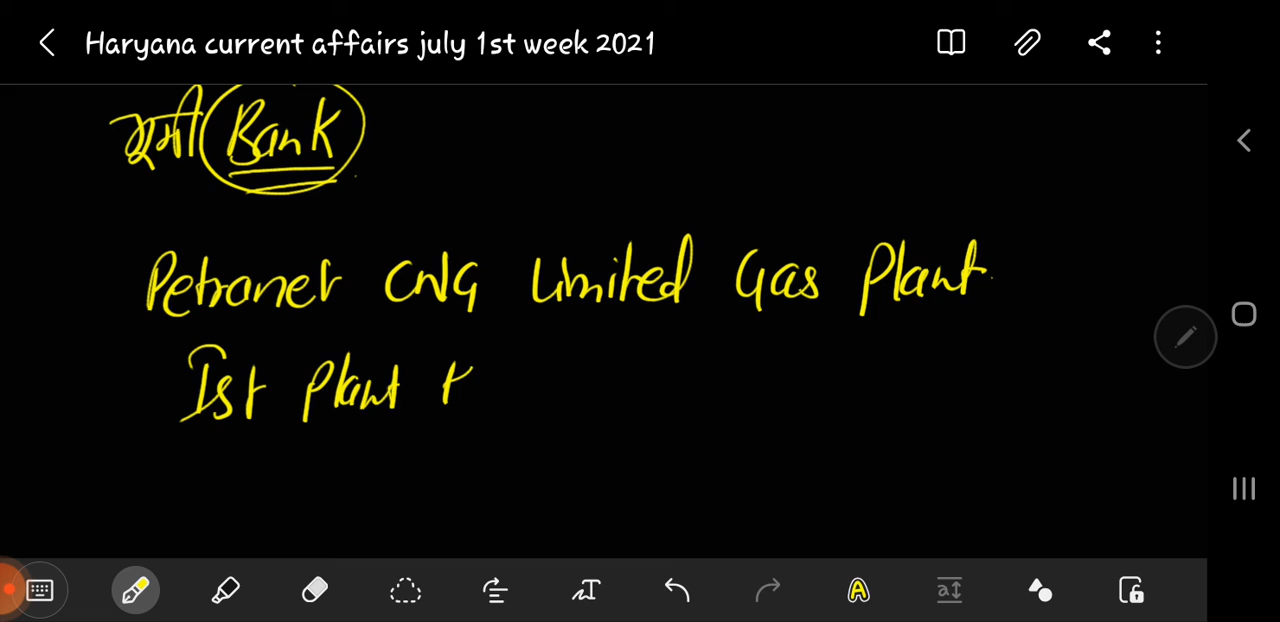 Haryana current affairs july 1st week 2021
Bank
Petronet CNG Limited Gas Plant
Ist Plant